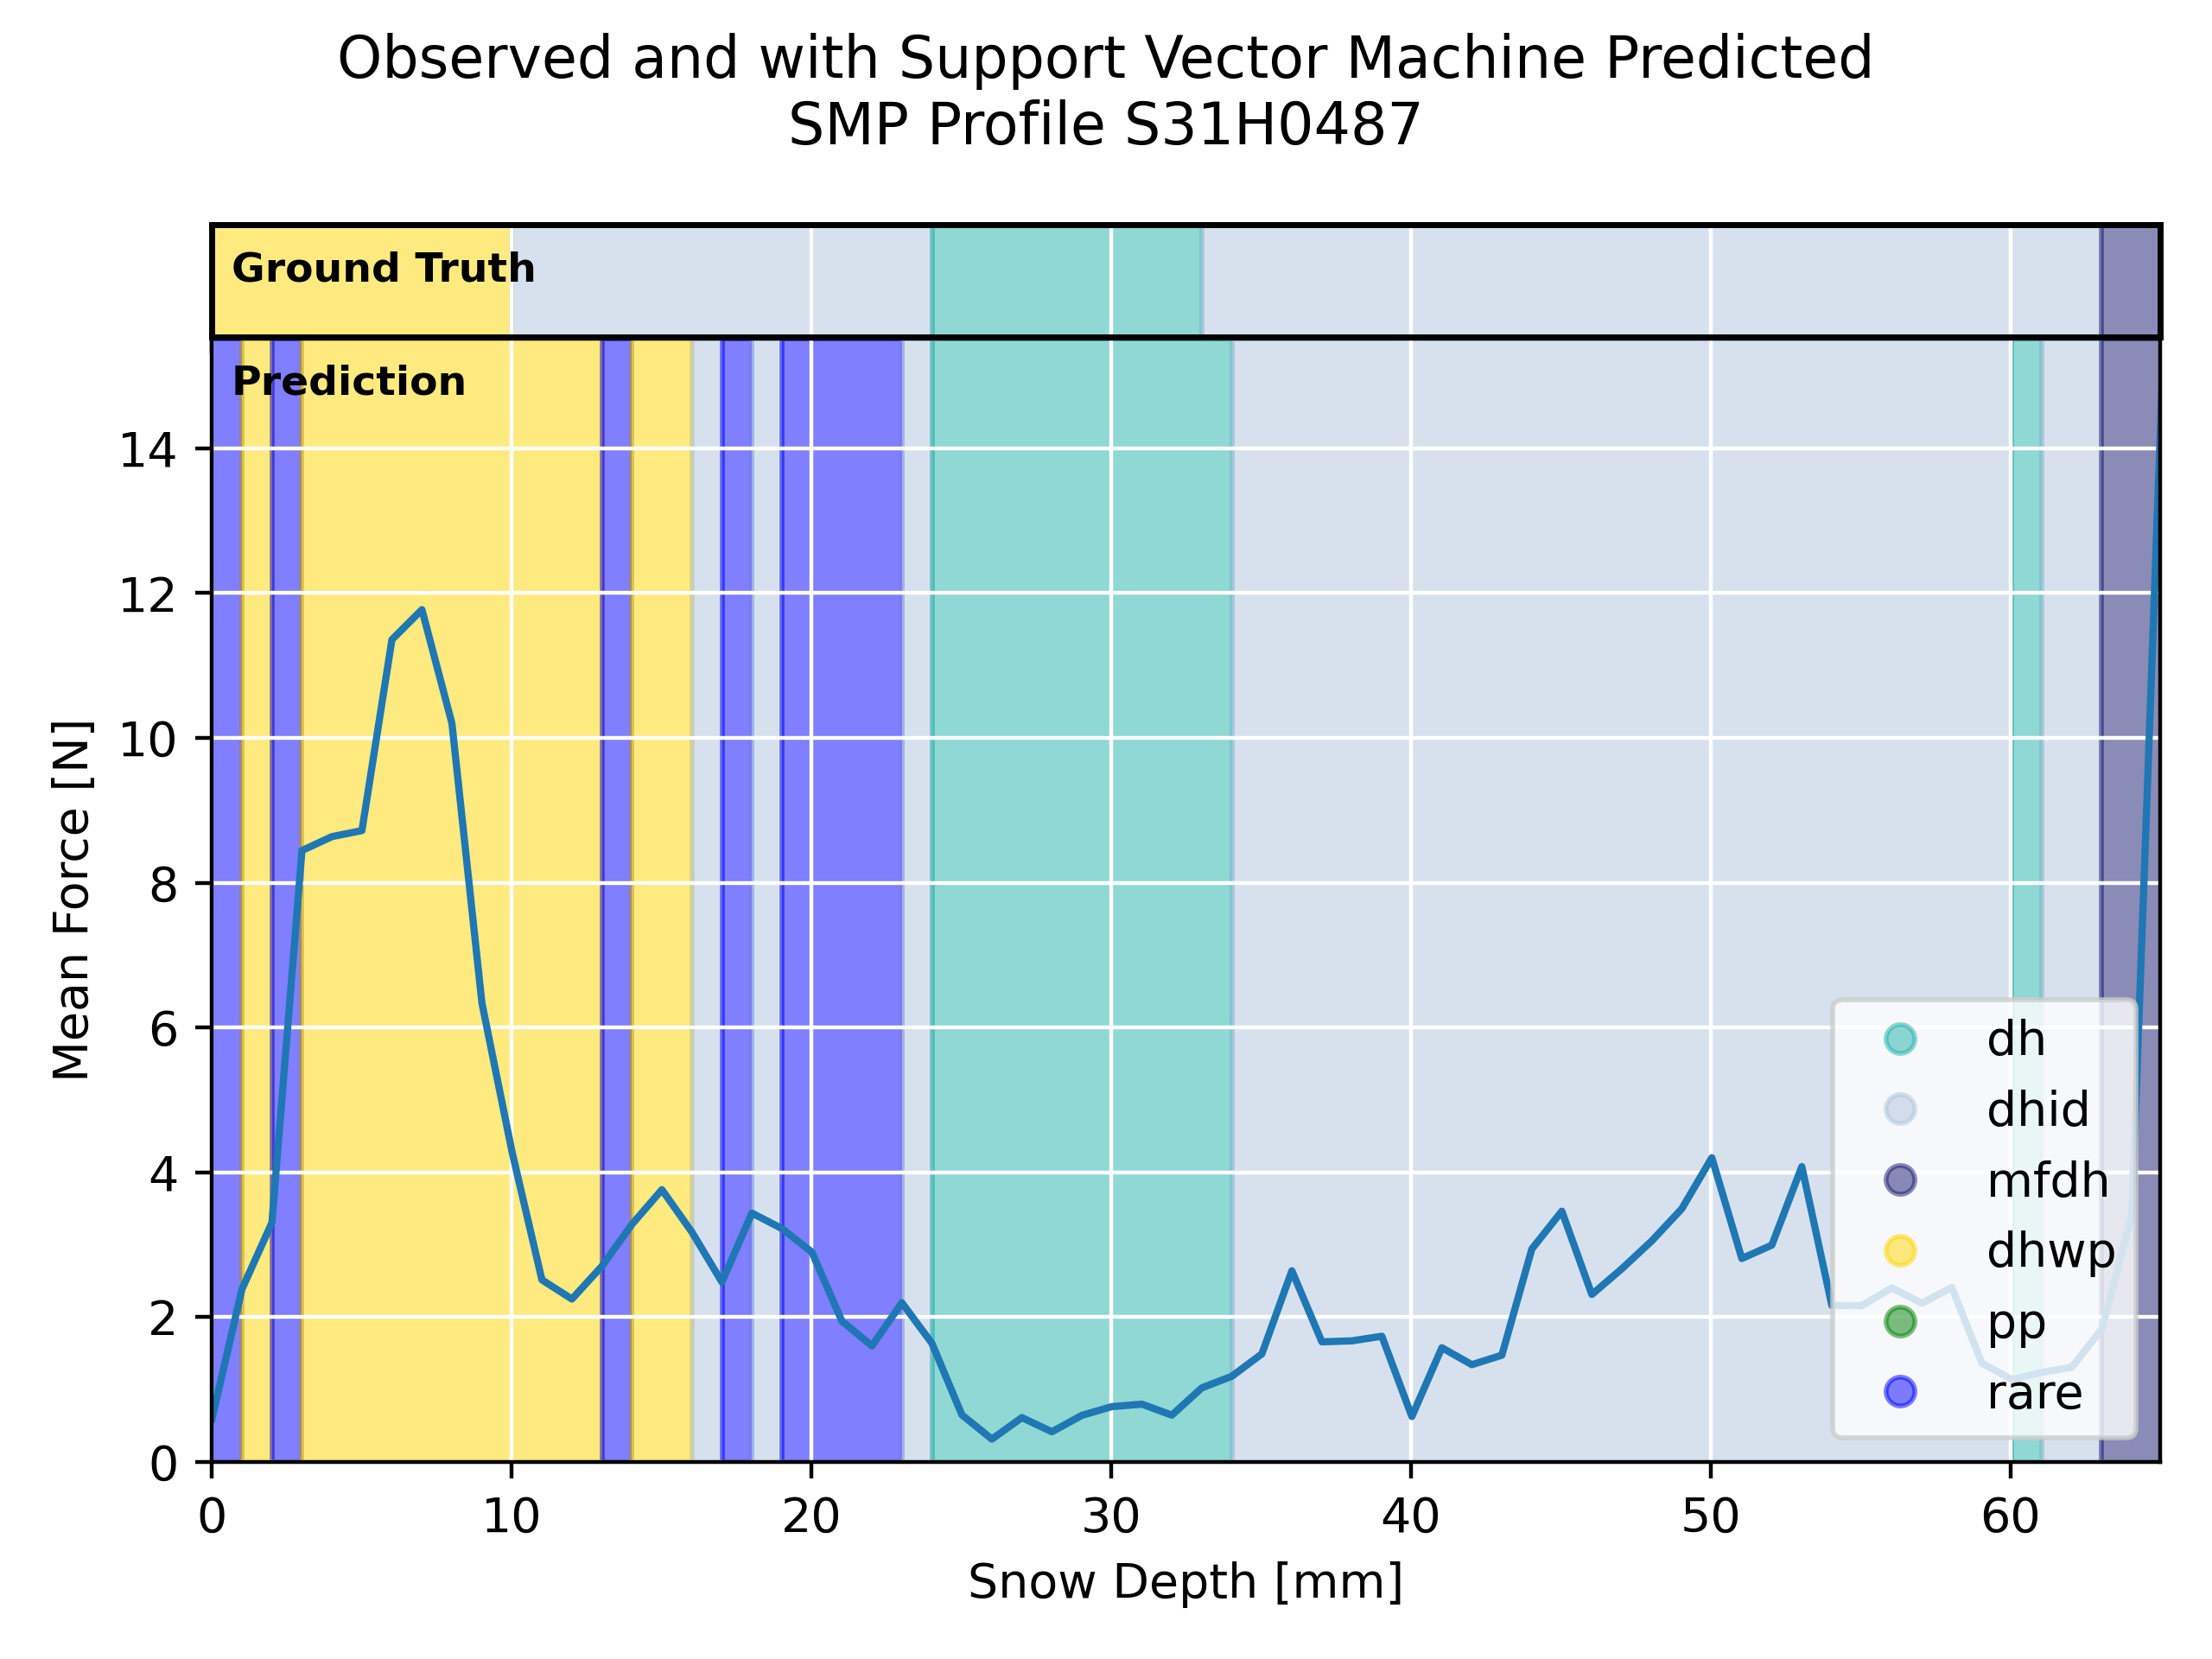 Observed and with Support Vector Machine Predicted
SMP Profile S31H0487
Ground Truth
Prediction
14
12
10
8
6
4
2
0
Mean Force [N]
dh
dhid
mfdh
dhwp
pp
rare
0 10 20 30 40 50 60
Snow Depth [mm]